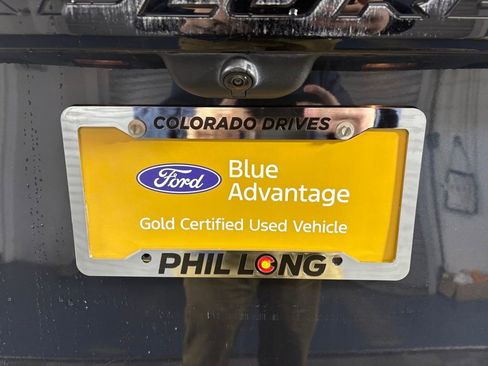 COLORADO DRIVES
Ford
Blue
Advantage
Gold Certified Used Vehicle
PHIL LONG